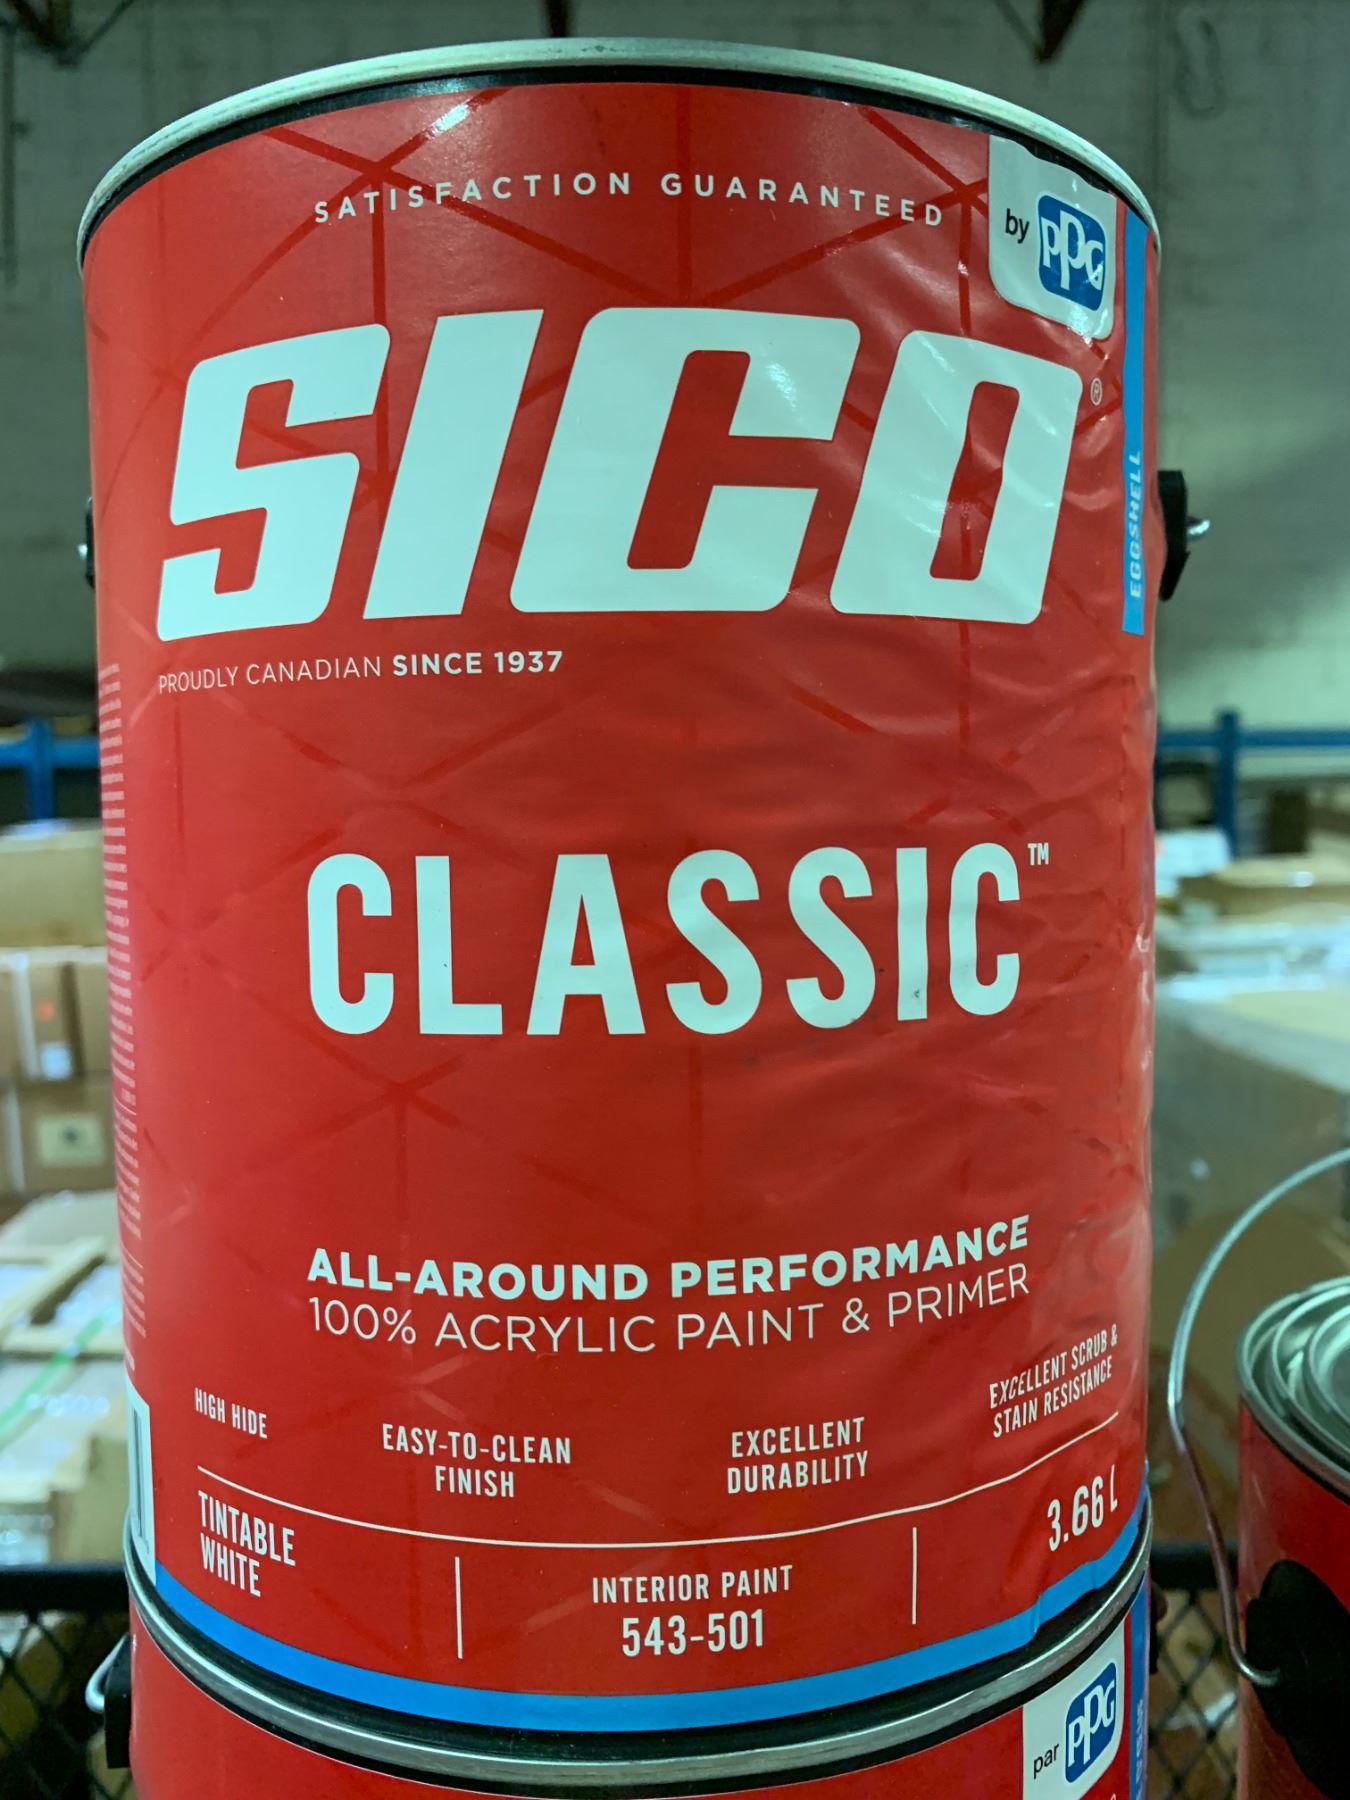 SATISFACTION GUARANTEED
by PPG
SICO®
EGGSHELL
PROUDLY CANADIAN SINCE 1937
CLASSIC™
ALL-AROUND PERFORMANCE
100% ACRYLIC PAINT & PRIMER
HIGH HIDE
EASY-TO-CLEAN
FINISH
EXCELLENT
DURABILITY
EXCELLENT SCRUB &
STAIN RESISTANCE
TINTABLE
WHITE
INTERIOR PAINT
543-501
3.66 L
par PPG